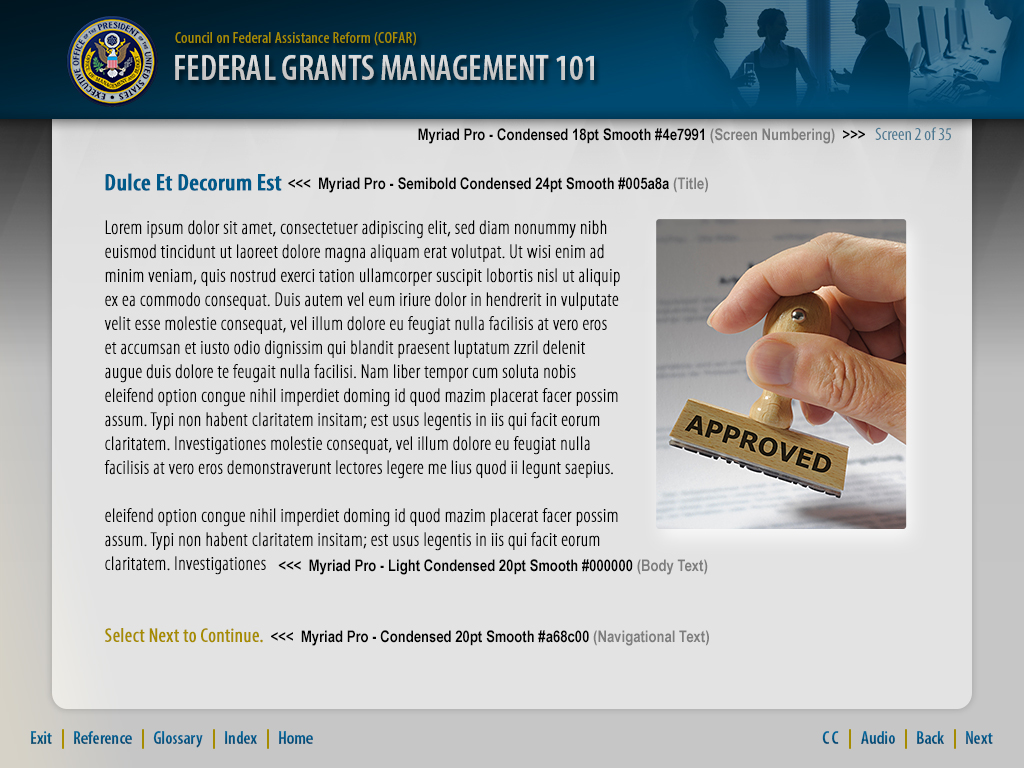 EXECUTIVE OFFICE OF THE PRESIDENT OF THE UNITED STATES
Council on Federal Assistance Reform (COFAR)
FEDERAL GRANTS MANAGEMENT 101
Myriad Pro - Condensed 18pt Smooth #4e7991 (Screen Numbering) >>> Screen 2 of 35
Dulce Et Decorum Est <<< Myriad Pro - Semibold Condensed 24pt Smooth #005a8a (Title)
Lorem ipsum dolor sit amet, consectetuer adipiscing elit, sed diam nonummy nibh
euismod tincidunt ut laoreet dolore magna aliquam erat volutpat. Ut wisi enim ad
minim veniam, quis nostrud exerci tation ullamcorper suscipit lobortis nisl ut aliquip
ex ea commodo consequat. Duis autem vel eum iriure dolor in hendrerit in vulputate
velit esse molestie consequat, vel illum dolore eu feugiat nulla facilisis at vero eros
et accumsan et iusto odio dignissim qui blandit praesent luptatum zzril delenit
augue duis dolore te feugait nulla facilisi. Nam liber tempor cum soluta nobis
eleifend option congue nihil imperdiet doming id quod mazim placerat facer possim
assum. Typi non habent claritatem insitam; est usus legentis in iis qui facit eorum
claritatem. Investigationes molestie consequat, vel illum dolore eu feugiat nulla
facilisis at vero eros demonstraverunt lectores legere me lius quod ii legunt saepius.
APPROVED
eleifend option congue nihil imperdiet doming id quod mazim placerat facer possim
assum. Typi non habent claritatem insitam; est usus legentis in iis qui facit eorum
claritatem. Investigationes <<< Myriad Pro - Light Condensed 20pt Smooth #000000 (Body Text)
Select Next to Continue. <<< Myriad Pro - Condensed 20pt Smooth #a68c00 (Navigational Text)
Exit | Reference | Glossary | Index | Home
CC | Audio | Back | Next